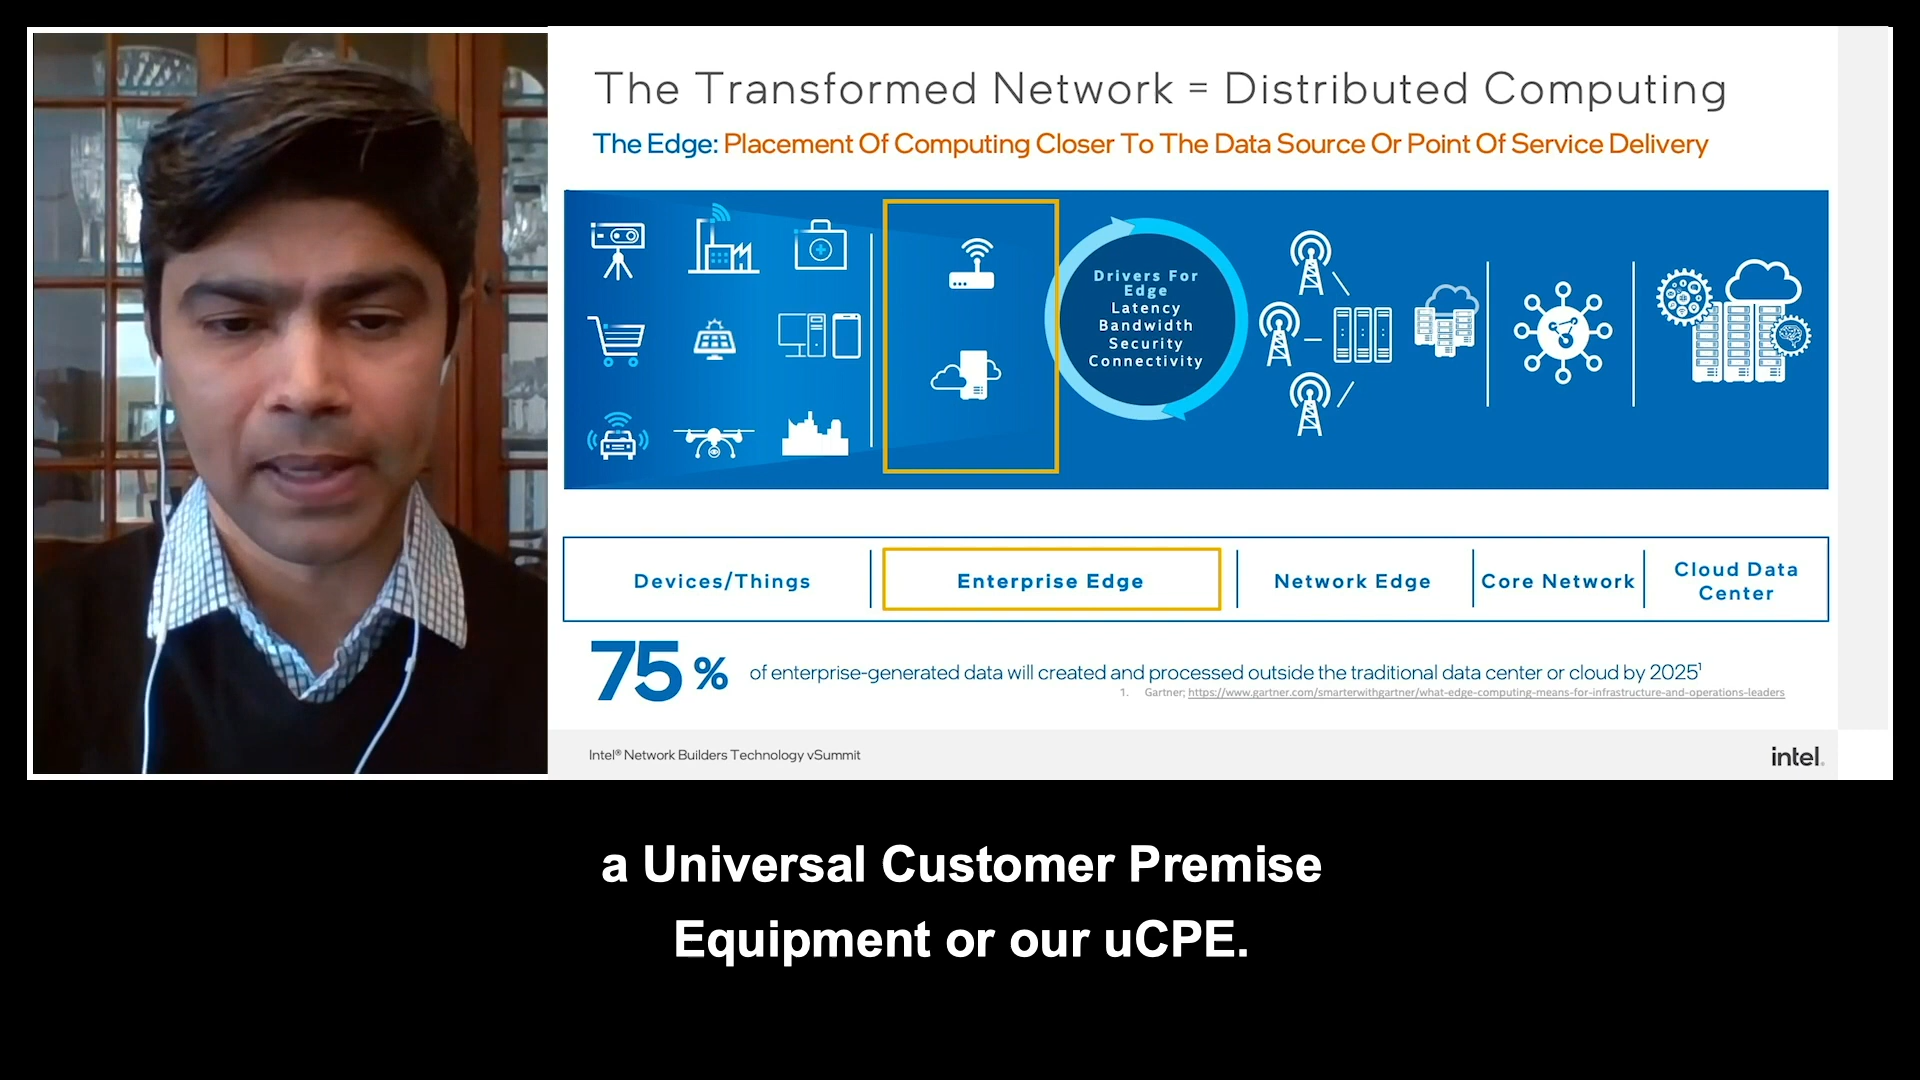 The Transformed Network = Distributed Computing
The Edge: Placement Of Computing Closer To The Data Source Or Point Of Service Delivery
Drivers For
Edge
Latency
Bandwidth
Security
Connectivity
Devices/Things
Enterprise Edge
Network Edge
Core Network
Cloud Data
Center
75 % of enterprise-generated data will created and processed outside the traditional data center or cloud by 2025¹
1. Gartner; https://www.gartner.com/smarterwithgartner/what-edge-computing-means-for-infrastructure-and-operations-leaders
Intel® Network Builders Technology vSummit
intel.
a Universal Customer Premise
Equipment or our uCPE.